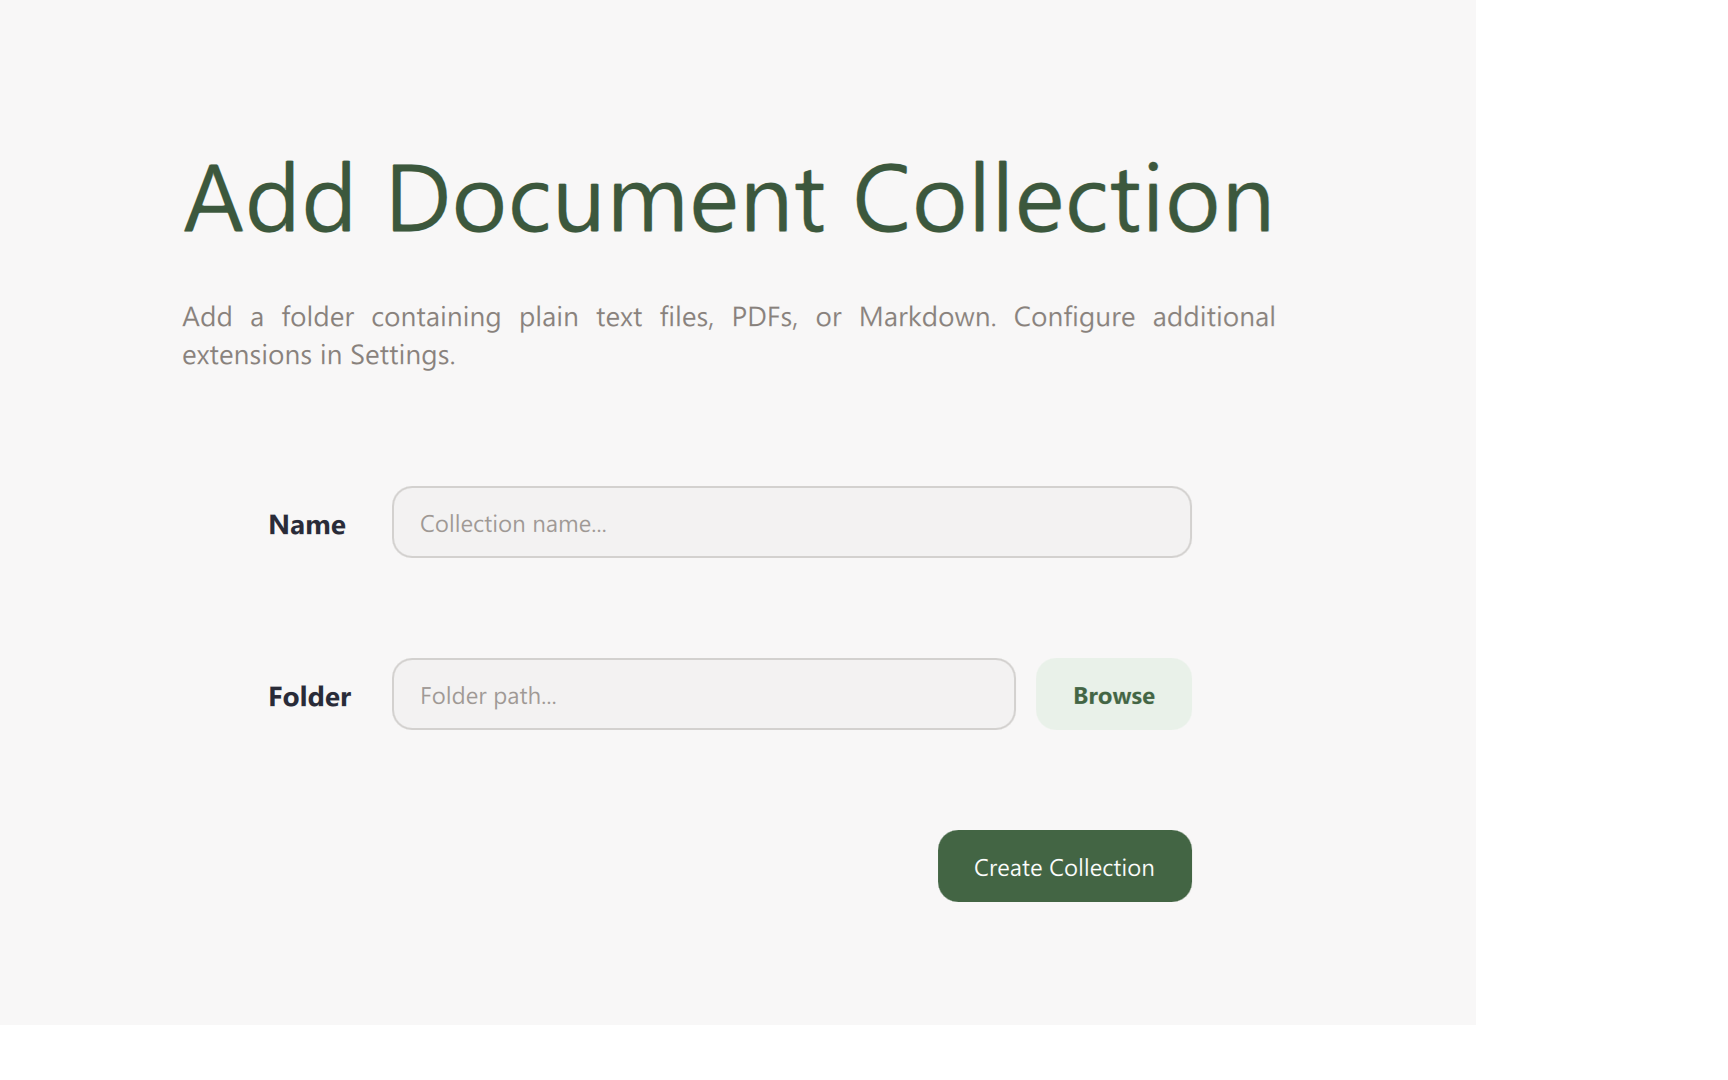 Add Document Collection
Add a folder containing plain text files, PDFs, or Markdown. Configure additional
extensions in Settings.
Name
Collection name...
Folder
Folder path...
Browse
Create Collection